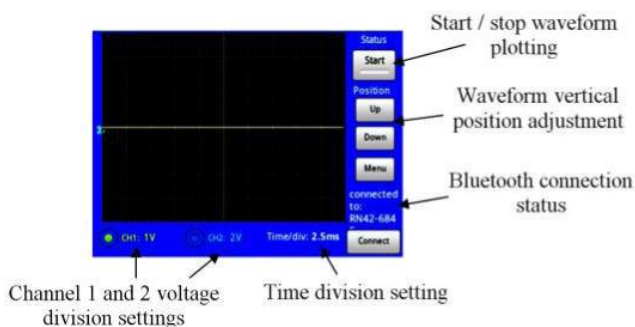 Start / stop waveform
plotting
Status
Start
Position
Up
Down
Menu
Waveform vertical
position adjustment
connected
to:
RN42-684
Connect
Bluetooth connection
status
CH1: 1V
CH2: 2V
Time/div: 2.5ms
Channel 1 and 2 voltage
division settings
Time division setting